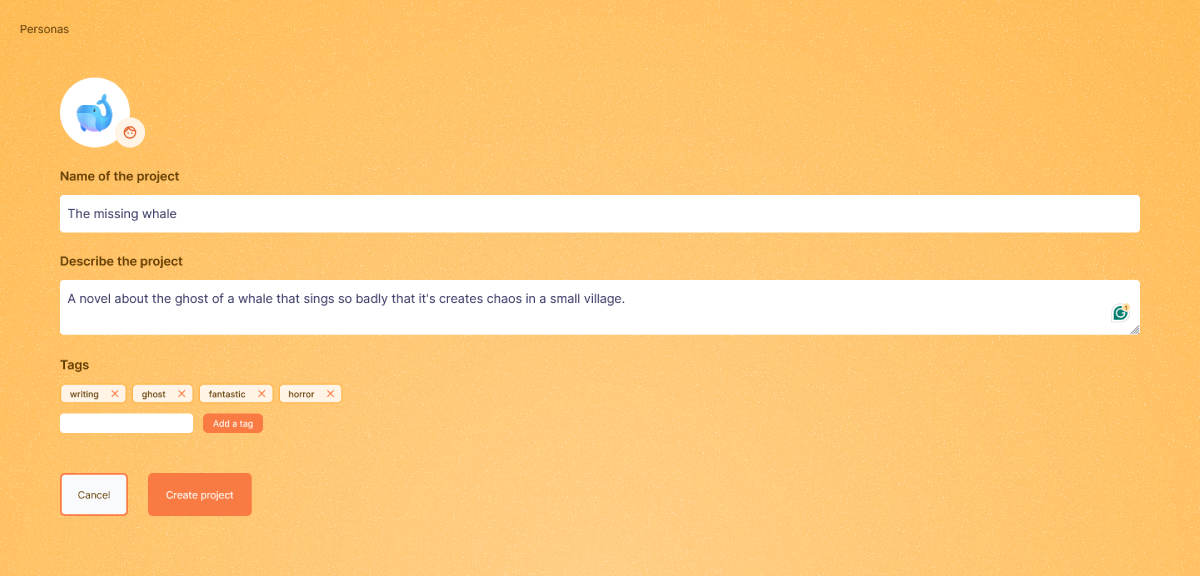 Personas
Name of the project
The missing whale
Describe the project
A novel about the ghost of a whale that sings so badly that it's creates chaos in a small village.
1
Tags
writing ghost fantastic horror
Add a tag
Cancel Create project